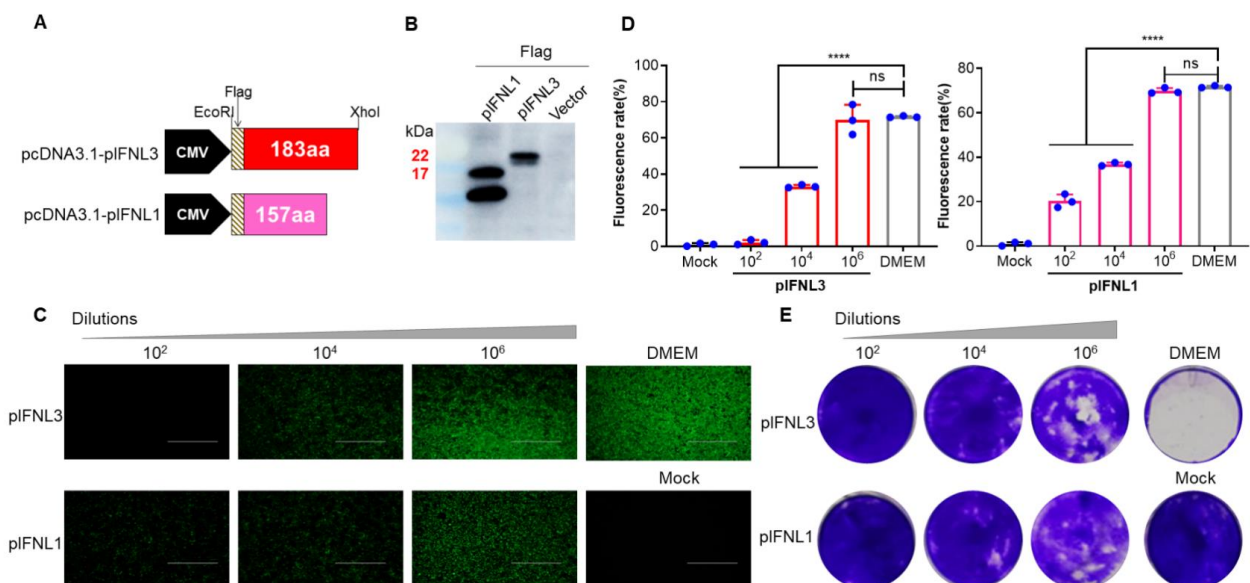 A
Flag
EcoRI
XhoI
pcDNA3.1-pIFNL3
CMV
183aa
pcDNA3.1-pIFNL1
CMV
157aa
B
Flag
pIFNL1
pIFNL3
Vector
kDa
22
17
D
Fluorescence rate(%)
100
80
60
40
20
0
****
ns
Mock
10²
10⁴
10⁶
DMEM
pIFNL3
Fluorescence rate(%)
80
60
40
20
0
****
ns
Mock
10²
10⁴
10⁶
DMEM
pIFNL1
C
Dilutions
10²
10⁴
10⁶
DMEM
pIFNL3
Mock
pIFNL1
E
Dilutions
10²
10⁴
10⁶
DMEM
pIFNL3
Mock
pIFNL1